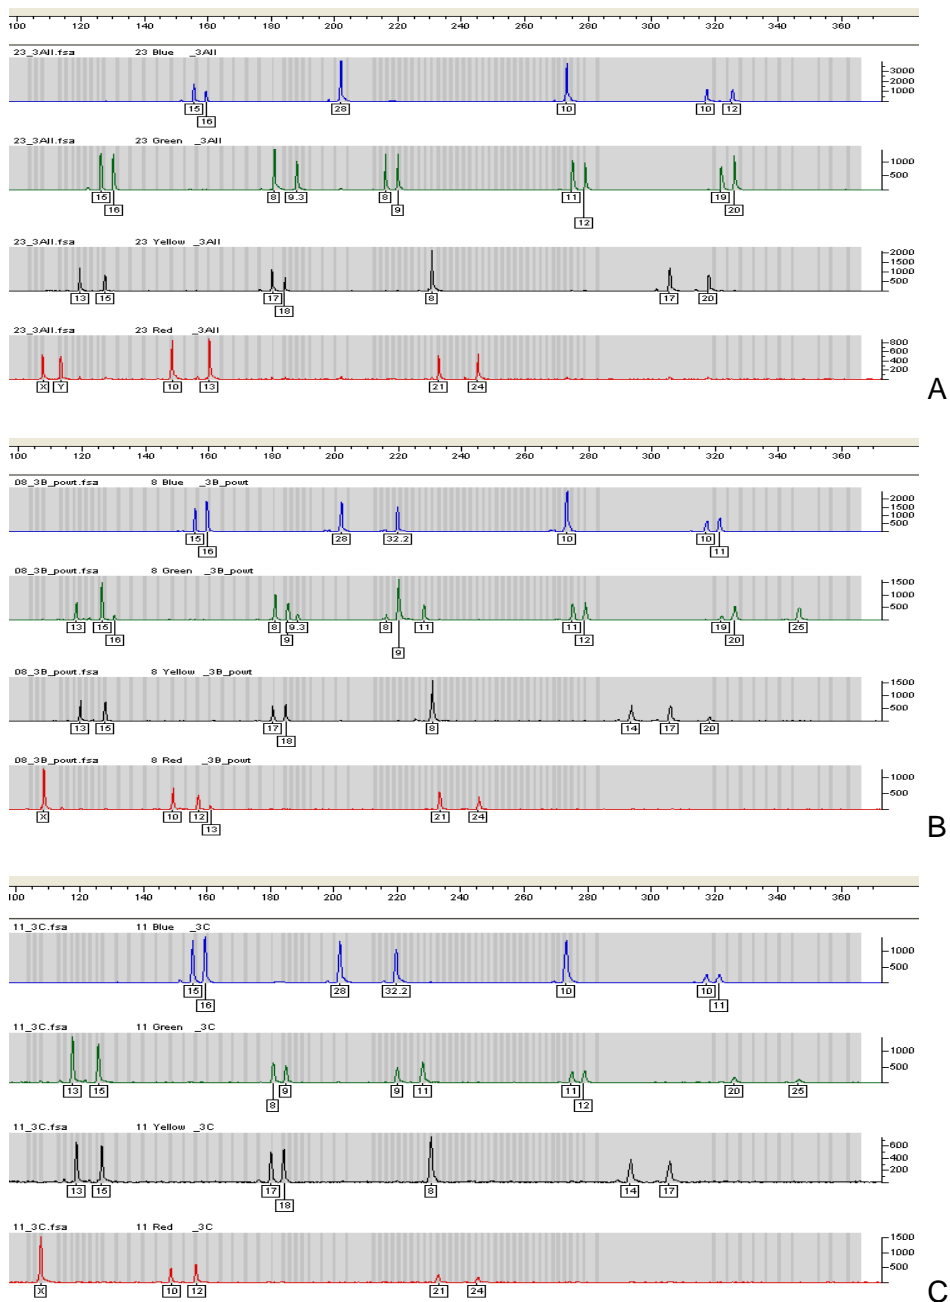 100 120 140 160 180 200 220 240 260 280 300 320 340 360
23_3All.fsa 23 Blue _3All
3000
1000
15 28 10 10 12
16
23_3All.fsa 23 Green _3All
1000
500
15 8 9.3 8 11 19
16 9 12 20
23_3All.fsa 23 Yellow _3All
2000
1500
1000
500
13 15 17 8 17 20
18
23_3All.fsa 23 Red _3All
800
600
400
200
X Y 10 13 21 24
A
100 120 140 160 180 200 220 240 260 280 300 320 340 360
08_3B_powt.fsa 8 Blue _3B_powt
2000
1500
1000
500
15 28 32.2 10 10
16 11
08_3B_powt.fsa 8 Green _3B_powt
1500
1000
500
13 15 8 9.3 8 11 11 19 25
16 9 9 12 20
08_3B_powt.fsa 8 Yellow _3B_powt
1500
1000
500
13 15 17 8 14 17 20
18
08_3B_powt.fsa 8 Red _3B_powt
1000
500
X 10 12 21 24
13
B
100 120 140 160 180 200 220 240 260 280 300 320 340 360
11_3C.fsa 11 Blue _3C
1000
500
15 28 32.2 10 10
16 11
11_3C.fsa 11 Green _3C
1000
500
13 15 9 9 11 11 20 25
8 12
11_3C.fsa 11 Yellow _3C
600
400
200
13 15 17 8 14 17
18
11_3C.fsa 11 Red _3C
1500
1000
500
X 10 12 21 24
C